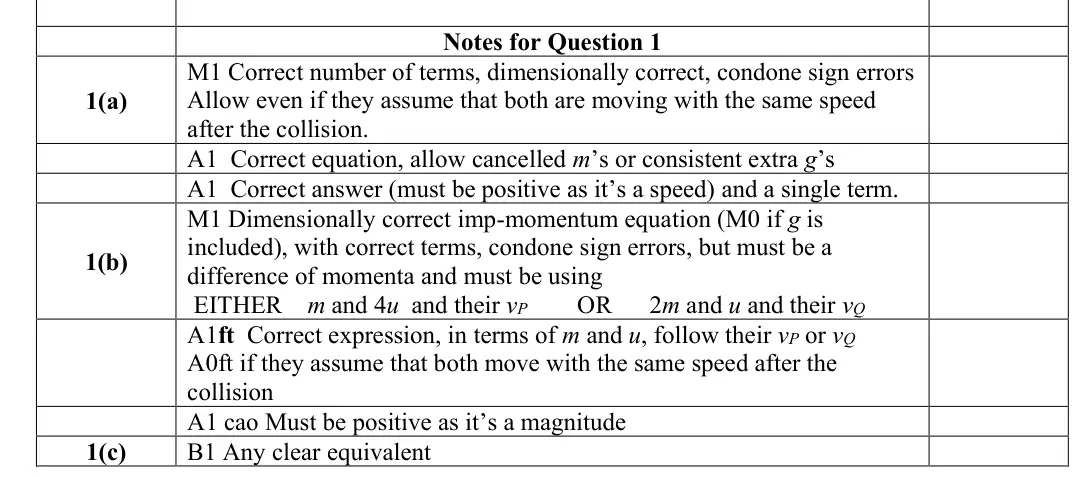 Notes for Question 1
1(a)
M1 Correct number of terms, dimensionally correct, condone sign errors
Allow even if they assume that both are moving with the same speed
after the collision.
A1 Correct equation, allow cancelled m’s or consistent extra g’s
A1 Correct answer (must be positive as it’s a speed) and a single term.
1(b)
M1 Dimensionally correct imp-momentum equation (M0 if g is
included), with correct terms, condone sign errors, but must be a
difference of momenta and must be using
EITHER m and 4u and their vP OR 2m and u and their vQ
A1ft Correct expression, in terms of m and u, follow their vP or vQ
A0ft if they assume that both move with the same speed after the
collision
A1 cao Must be positive as it’s a magnitude
1(c)
B1 Any clear equivalent